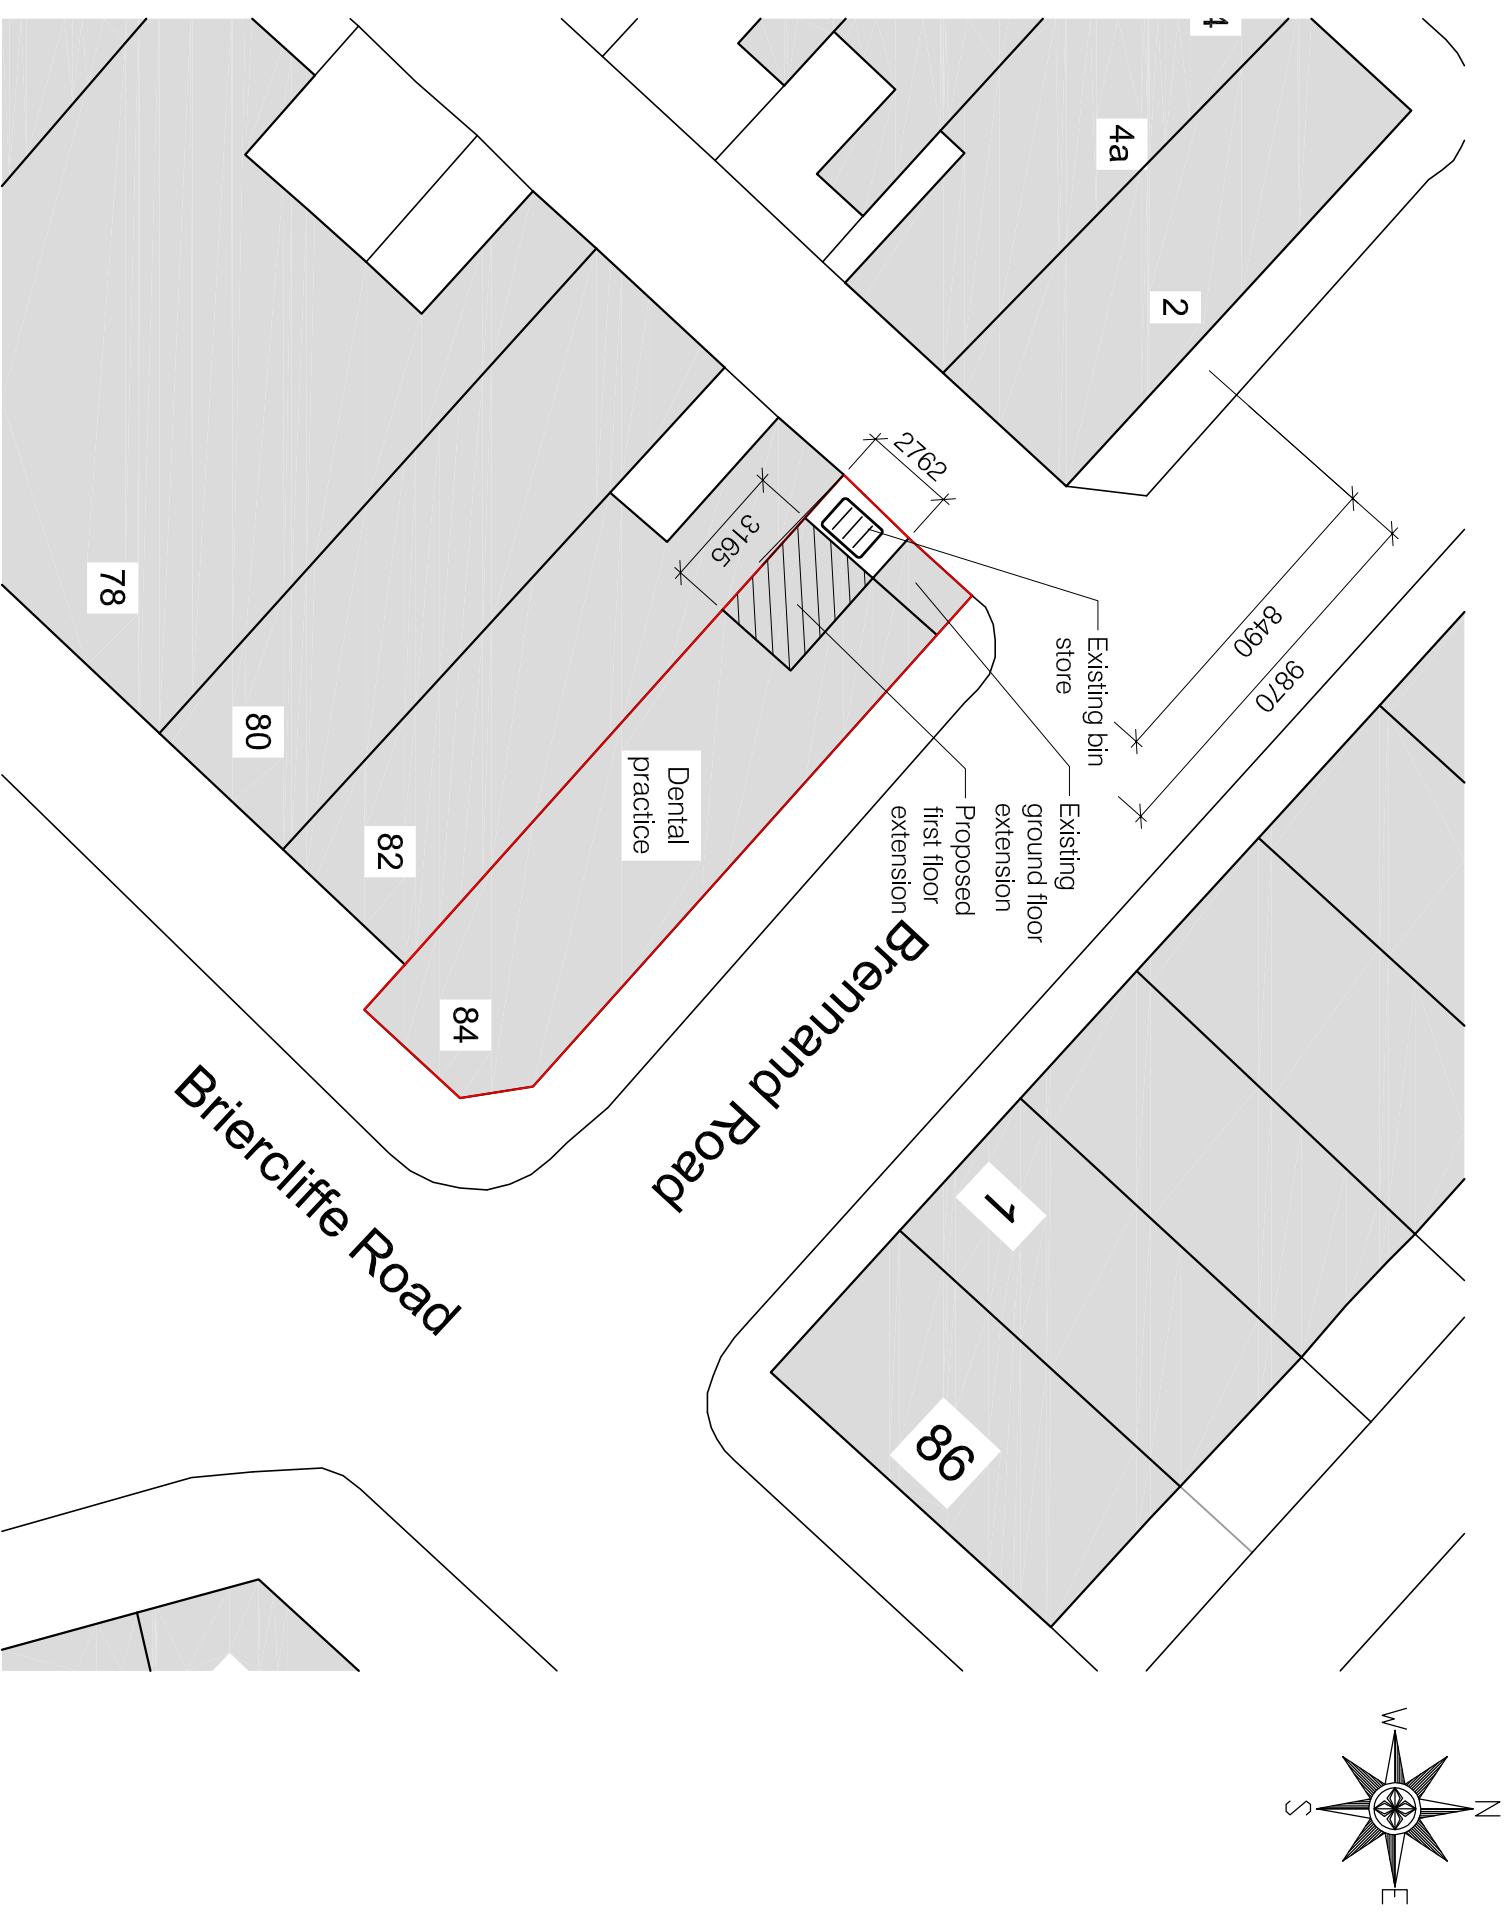 4a
2
2762
3165
8490
9870
Existing bin
store
Existing
ground floor
extension
Proposed
first floor
extension
Dental
practice
78
80
82
84
Brennand Road
Briercliffe Road
1
86
N
E
S
W